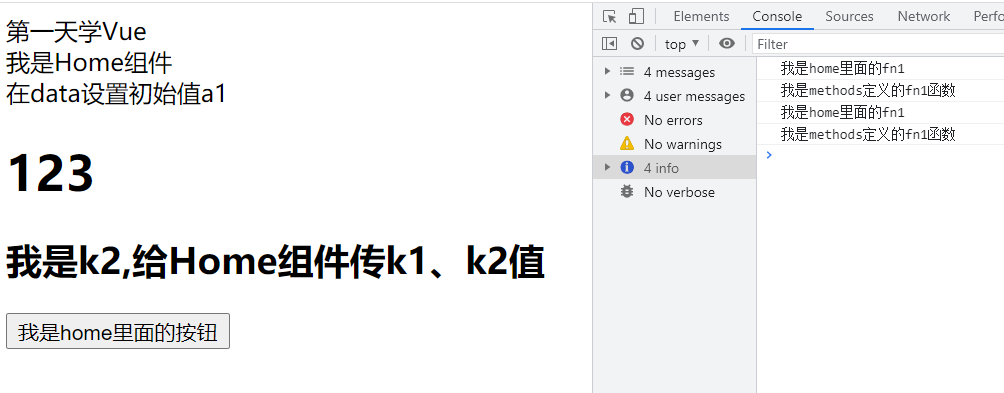 第一天学Vue
我是Home组件
在data设置初始值a1
123
我是k2,给Home组件传k1、k2值
我是home里面的按钮
Elements Console Sources Network Perfo
top Filter
4 messages
4 user messages
No errors
No warnings
4 info
No verbose
我是home里面的fn1
我是methods定义的fn1函数
我是home里面的fn1
我是methods定义的fn1函数